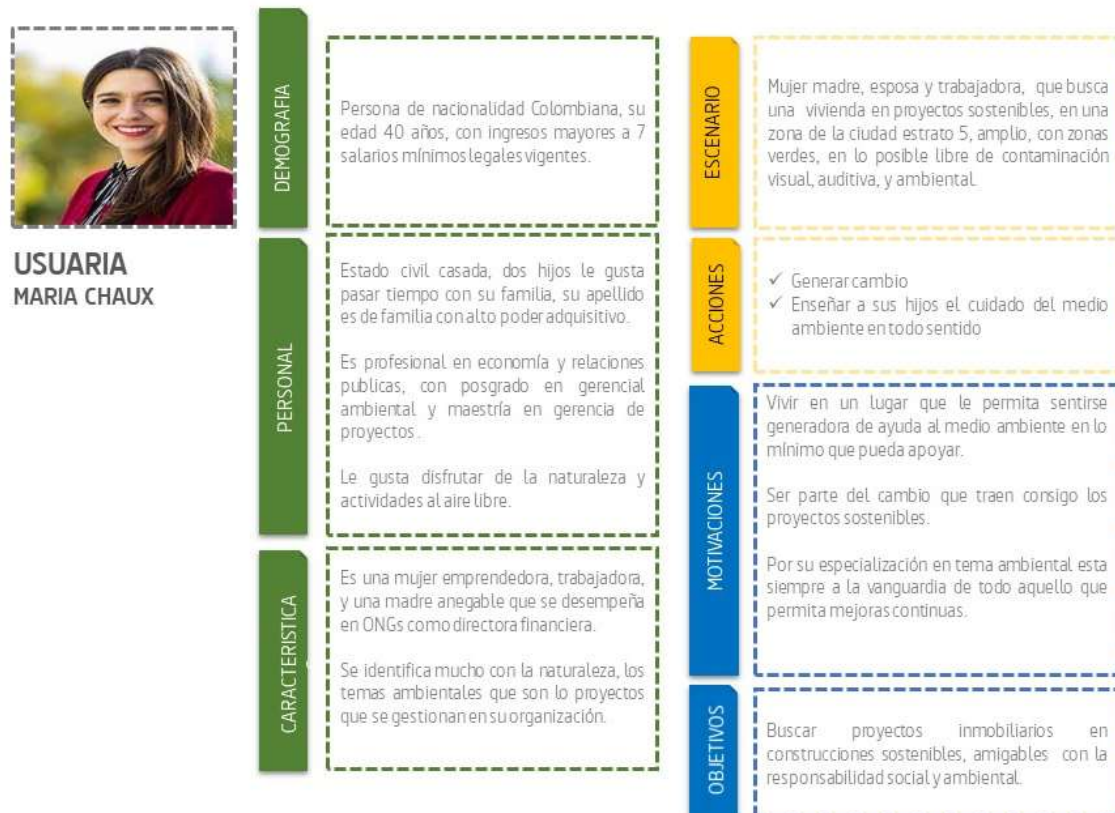 USUARIA
MARIA CHAUX
DEMOGRAFIA
Persona de nacionalidad Colombiana, su
edad 40 años, con ingresos mayores a 7
salarios mínimos legales vigentes.
PERSONAL
Estado civil casada, dos hijos le gusta
pasar tiempo con su familia, su apellido
es de familia con alto poder adquisitivo.
Es profesional en economía y relaciones
publicas, con posgrado en gerencial
ambiental y maestría en gerencia de
proyectos.
Le gusta disfrutar de la naturaleza y
actividades al aire libre.
CARACTERISTICA
Es una mujer emprendedora, trabajadora,
y una madre anegable que se desempeña
en ONGs como directora financiera.
Se identifica mucho con la naturaleza, los
temas ambientales que son lo proyectos
que se gestionan en su organización.
ESCENARIO
Mujer madre, esposa y trabajadora, que busca
una vivienda en proyectos sostenibles, en una
zona de la ciudad estrato 5, amplio, con zonas
verdes, en lo posible libre de contaminación
visual, auditiva, y ambiental.
ACCIONES
✓ Generar cambio
✓ Enseñar a sus hijos el cuidado del medio
ambiente en todo sentido
MOTIVACIONES
Vivir en un lugar que le permita sentirse
generadora de ayuda al medio ambiente en lo
mínimo que pueda apoyar.
Ser parte del cambio que traen consigo los
proyectos sostenibles.
Por su especialización en tema ambiental esta
siempre a la vanguardia de todo aquello que
permita mejoras continuas.
OBJETIVOS
Buscar proyectos inmobiliarios en
construcciones sostenibles, amigables con la
responsabilidad social y ambiental.